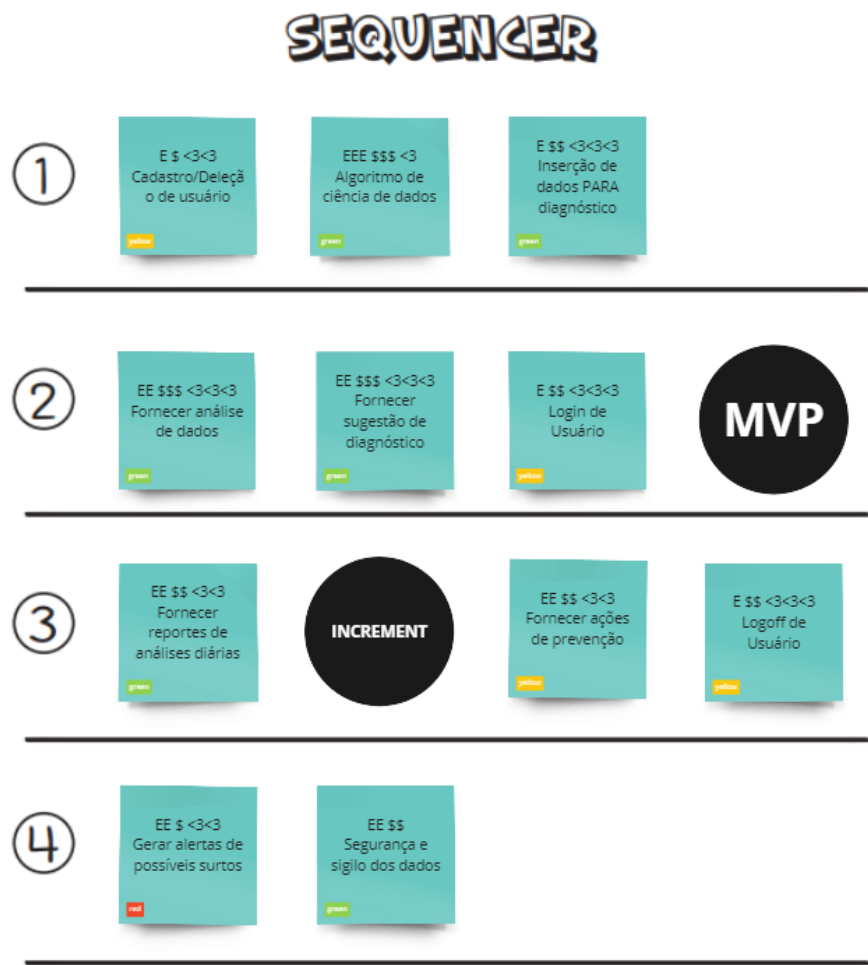 SEQUENCER
1
E $ <3<3
Cadastro/Deleçã
o de usuário
yellow
EEE $$$ <3
Algoritmo de
ciência de dados
green
E $$ <3<3<3
Inserção de
dados PARA
diagnóstico
green
2
EE $$$ <3<3<3
Fornecer análise
de dados
green
EE $$$ <3<3<3
Fornecer
sugestão de
diagnóstico
green
E $$ <3<3<3
Login de
Usuário
yellow
MVP
3
EE $$ <3<3
Fornecer
reportes de
análises diárias
green
INCREMENT
EE $$ <3<3
Fornecer ações
de prevenção
yellow
E $$ <3<3<3
Logoff de
Usuário
yellow
4
EE $ <3<3
Gerar alertas de
possíveis surtos
red
EE $$
Segurança e
sigilo dos dados
green